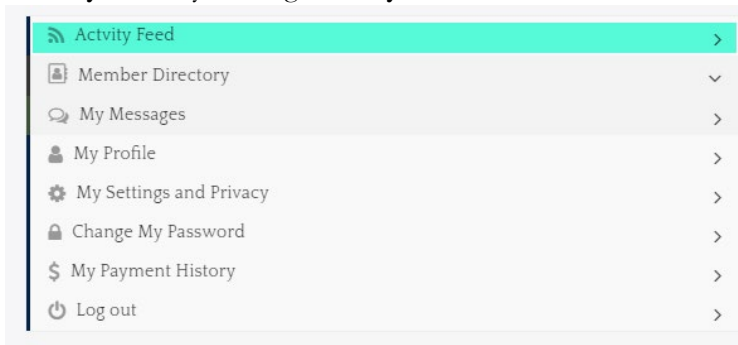 Actvity Feed
Member Directory
My Messages
My Profile
My Settings and Privacy
Change My Password
$ My Payment History
Log out